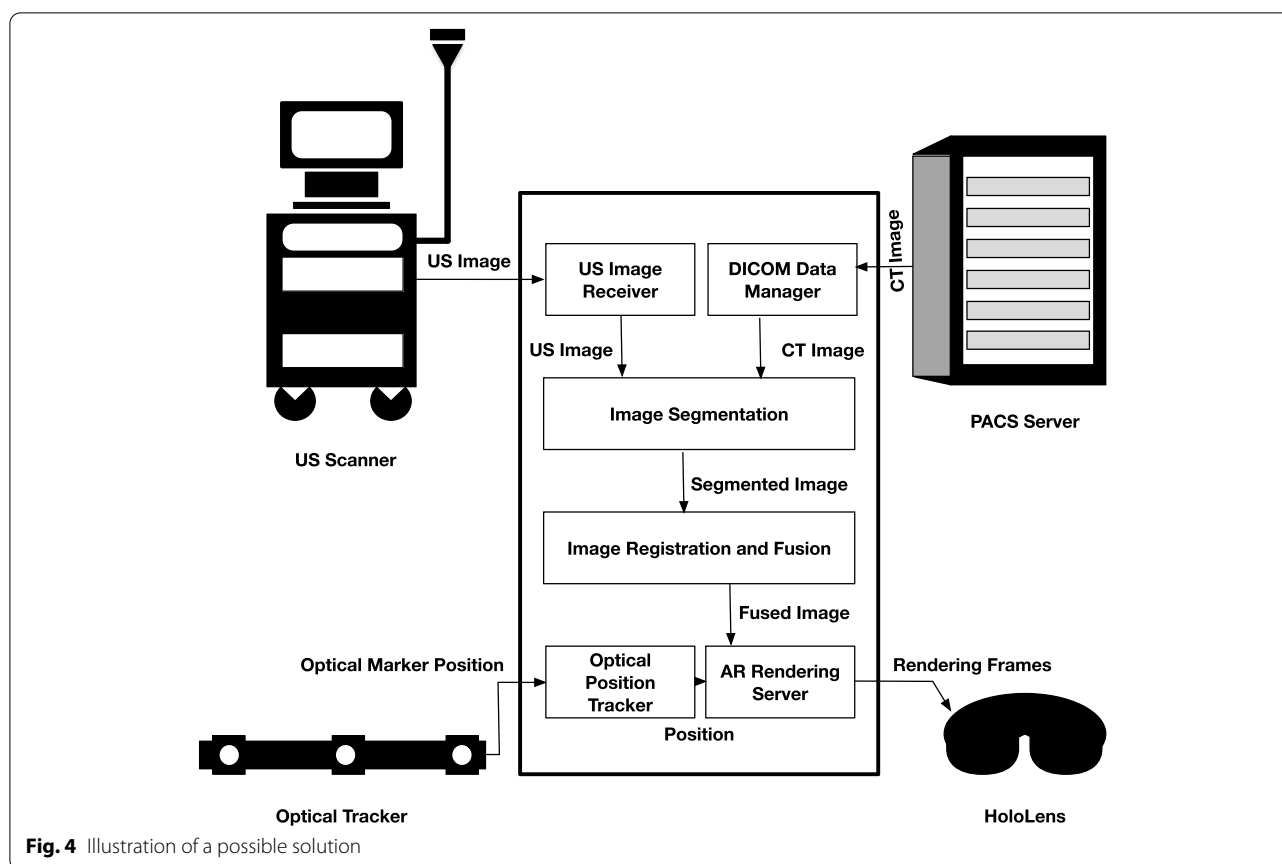 US Image
US Image
Receiver
DICOM Data
Manager
CT Image
US Image
CT Image
Image Segmentation
PACS Server
US Scanner
Segmented Image
Image Registration and Fusion
Fused Image
Optical Marker Position
Optical
Position
Tracker
AR Rendering
Server
Rendering Frames
Position
Optical Tracker
HoloLens
Fig. 4 Illustration of a possible solution